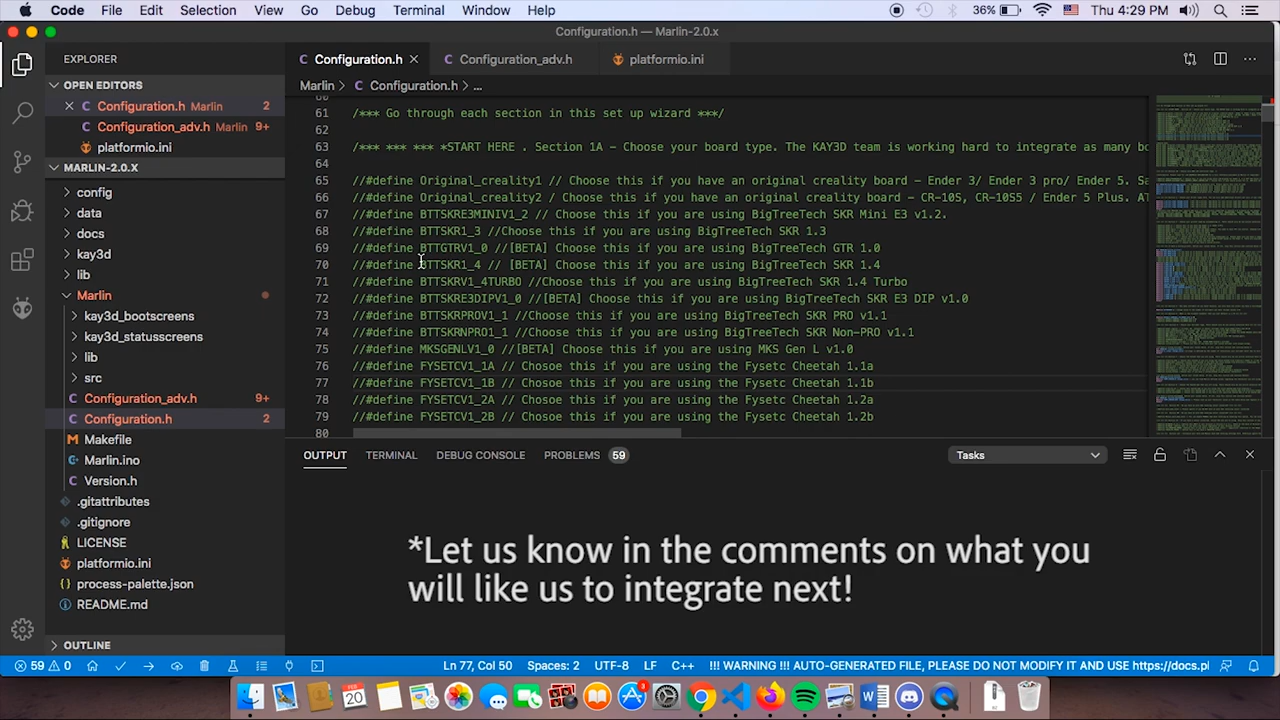 Code File Edit Selection View Go Debug Terminal Window Help 36% Thu 4:29 PM
Configuration.h — Marlin-2.0.x
EXPLORER
OPEN EDITORS
Configuration.h Marlin 2
Configuration_adv.h Marlin 9+
platformio.ini
MARLIN-2.0.X
config
data
docs
kay3d
lib
Marlin
kay3d_bootscreens
kay3d_statusscreens
lib
src
Configuration_adv.h 9+
Configuration.h 2
Makefile
Marlin.ino
Version.h
.gitattributes
.gitignore
LICENSE
platformio.ini
process-palette.json
README.md
OUTLINE
Configuration.h Configuration_adv.h platformio.ini
Marlin Configuration.h ...
60
61 /*** Go through each section in this set up wizard ***/
62
63 /*** *** *** *START HERE . Section 1A - Choose your board type. The KAY3D team is working hard to integrate as many bo
64
65 //#define Original_creality1 // Choose this if you have an original creality board - Ender 3/ Ender 3 pro/ Ender 5. Sa
66 //#define Original_creality2 / Choose this if you have an original creality board - CR-10S, CR-10S5 / Ender 5 Plus. AT
67 //#define BTTSKRE3MINIV1_2 // Choose this if you are using BigTreeTech SKR Mini E3 v1.2.
68 //#define BTTSKR1_3 //Choose this if you are using BigTreeTech SKR 1.3
69 //#define BTTGTRV1_0 //[BETA] Choose this if you are using BigTreeTech GTR 1.0
70 //#define BTTSKR1_4 // [BETA] Choose this if you are using BigTreeTech SKR 1.4
71 //#define BTTSKRV1_4TURBO //Choose this if you are using BigTreeTech SKR 1.4 Turbo
72 //#define BTTSKRE3DIPV1_0 //[BETA] Choose this if you are using BigTreeTech SKR E3 DIP v1.0
73 //#define BTTSKRPROV1_1 // Choose this if you are using BigTreeTech SKR PRO v1.1
74 //#define BTTSKRV1_1 //Choose this if you are using BigTreeTech SKR Non-PRO v1.1
75 //#define MKSGENLV1_0 // Choose this if you are using MKS GenL v1.0
76 //#define FYSETCV1_1A // Choose this if you are using the Fysetc Cheetah 1.1a
77 //#define FYSETCV1_1B // Choose this if you are using the Fysetc Cheetah 1.1b
78 //#define FYSETCV1_2A // Choose this if you are using the Fysetc Cheetah 1.2a
79 //#define FYSETCV1_2B // Choose this if you are using the Fysetc Cheetah 1.2b
80
OUTPUT TERMINAL DEBUG CONSOLE PROBLEMS 59 Tasks
*Let us know in the comments on what you
will like us to integrate next!
59 0 Ln 77, Col 50 Spaces: 2 UTF-8 LF C++ !!! WARNING !!! AUTO-GENERATED FILE, PLEASE DO NOT MODIFY IT AND USE https://docs.pl
FEB
20